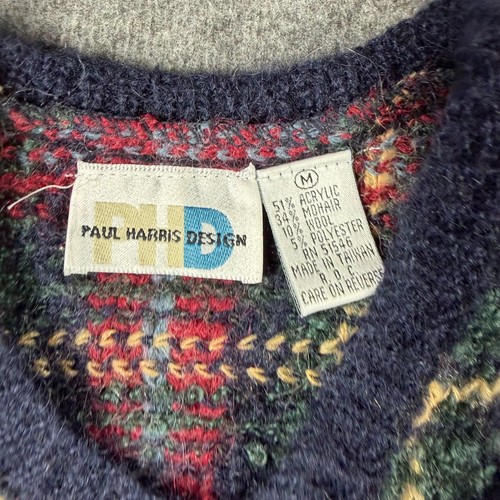 PHD
PAUL HARRIS DESIGN
M
51% ACRYLIC
34% MOHAIR
10% WOOL
5% POLYESTER
RN 51546
MADE IN TAIWAN
R.O.C
CARE ON REVERSE